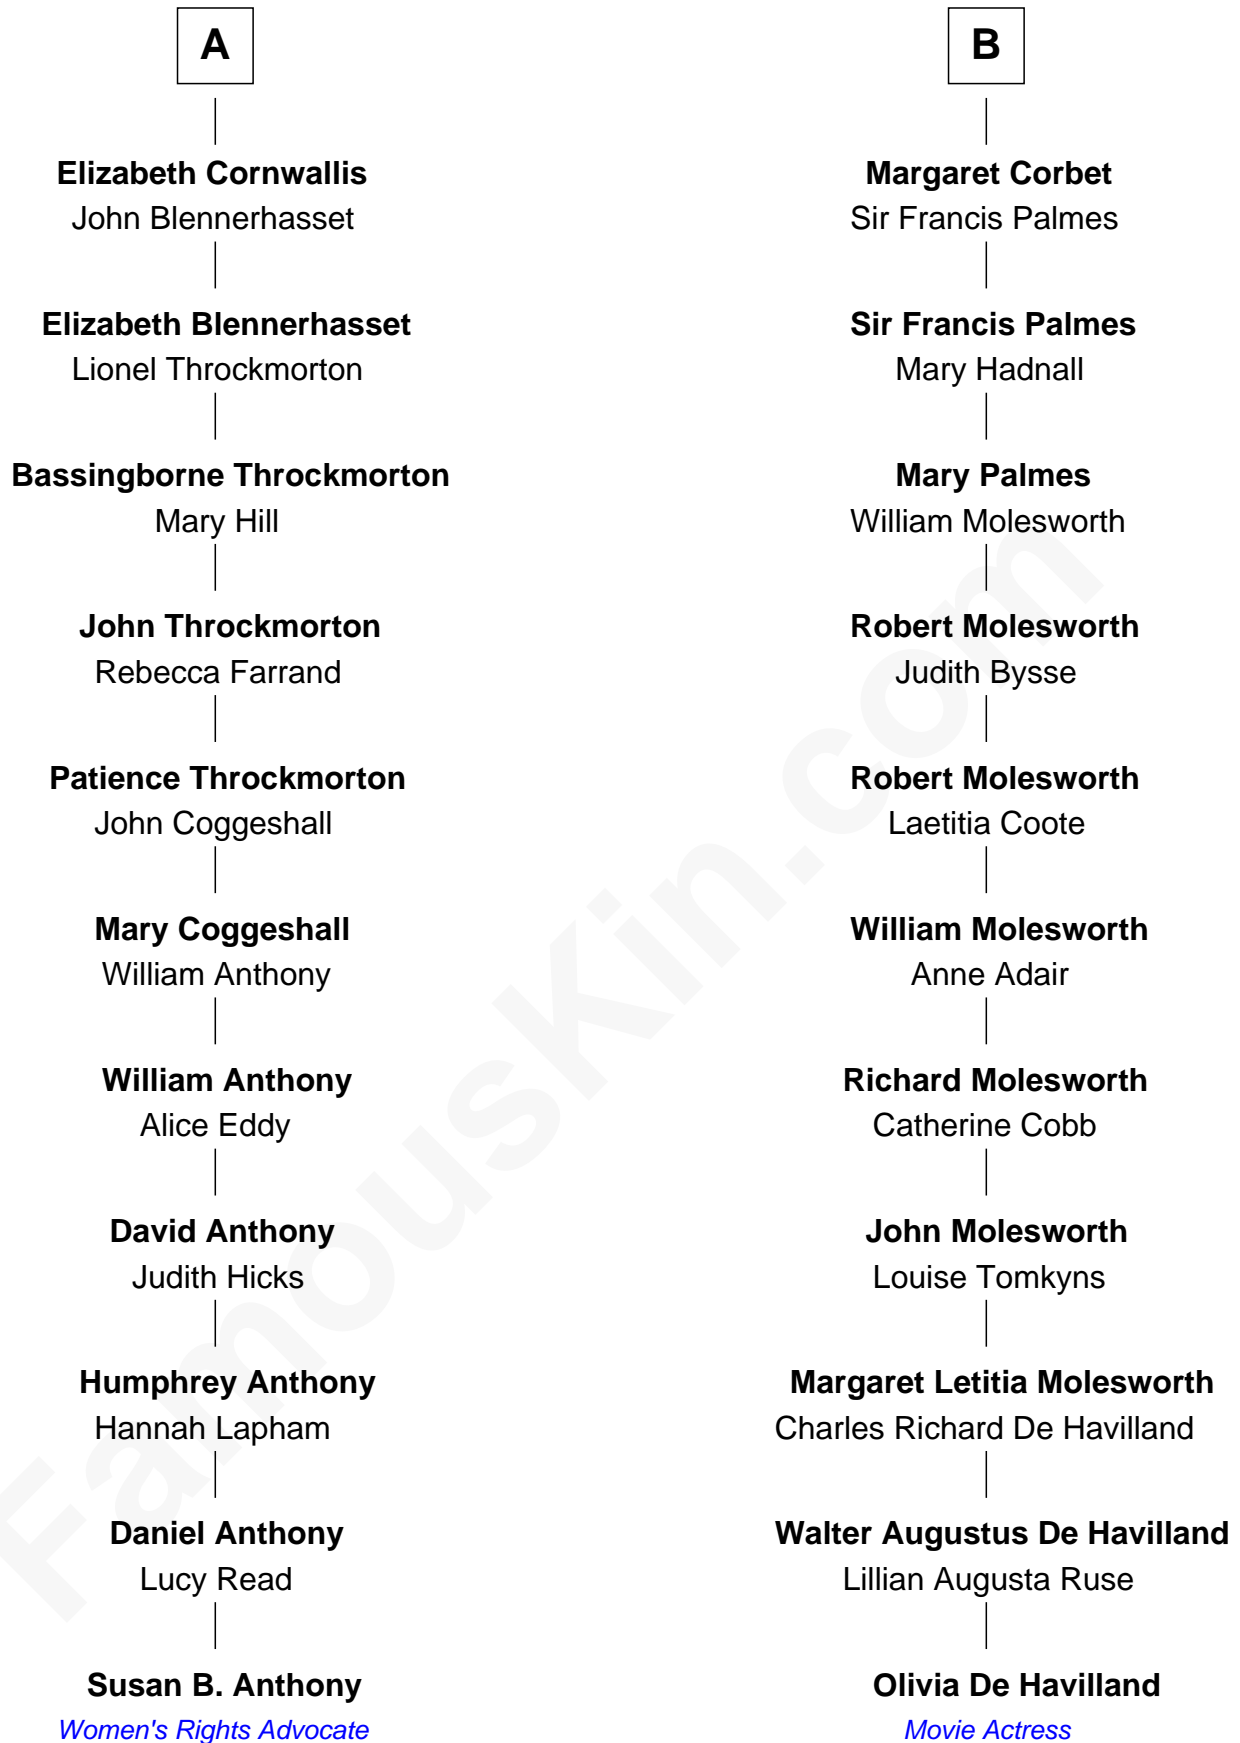 A
Elizabeth Cornwallis
John Blennerhasset
Elizabeth Blennerhasset
Lionel Throckmorton
Bassingborne Throckmorton
Mary Hill
John Throckmorton
Rebecca Farrand
Patience Throckmorton
John Coggeshall
Mary Coggeshall
William Anthony
William Anthony
Alice Eddy
David Anthony
Judith Hicks
Humphrey Anthony
Hannah Lapham
Daniel Anthony
Lucy Read
Susan B. Anthony
Women's Rights Advocate
B
Margaret Corbet
Sir Francis Palmes
Sir Francis Palmes
Mary Hadnall
Mary Palmes
William Molesworth
Robert Molesworth
Judith Bysse
Robert Molesworth
Laetitia Coote
William Molesworth
Anne Adair
Richard Molesworth
Catherine Cobb
John Molesworth
Louise Tomkyns
Margaret Letitia Molesworth
Charles Richard De Havilland
Walter Augustus De Havilland
Lillian Augusta Ruse
Olivia De Havilland
Movie Actress
FamousKin.com